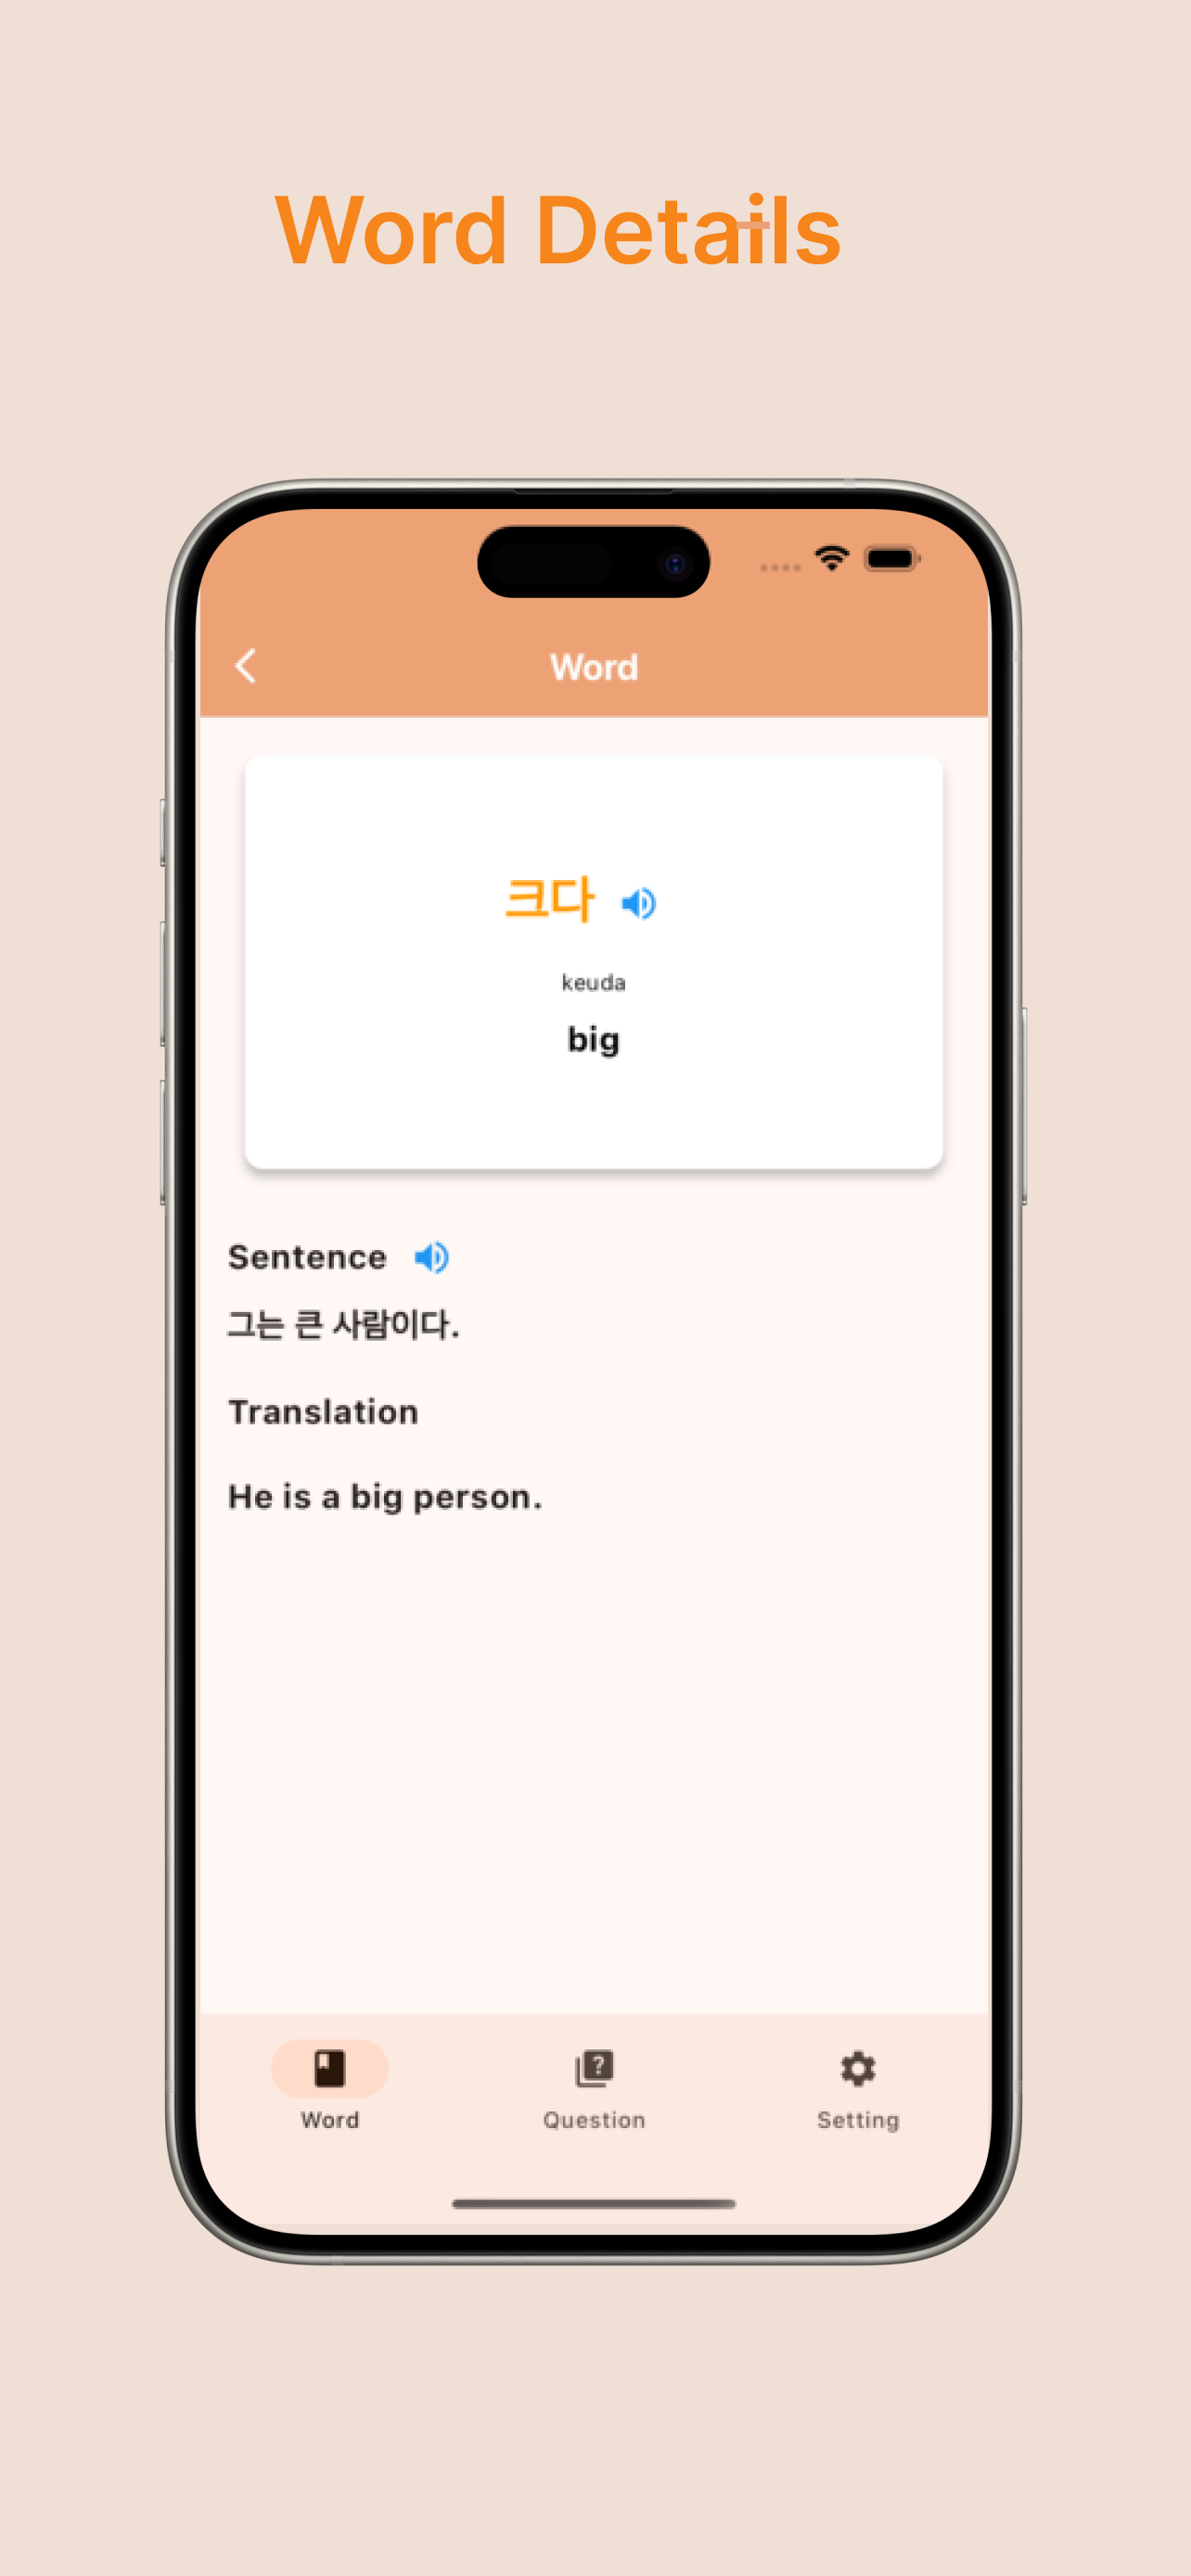 Word Details
Word
크다
keuda
big
Sentence
그는 큰 사람이다.
Translation
He is a big person.
Word
Question
Setting